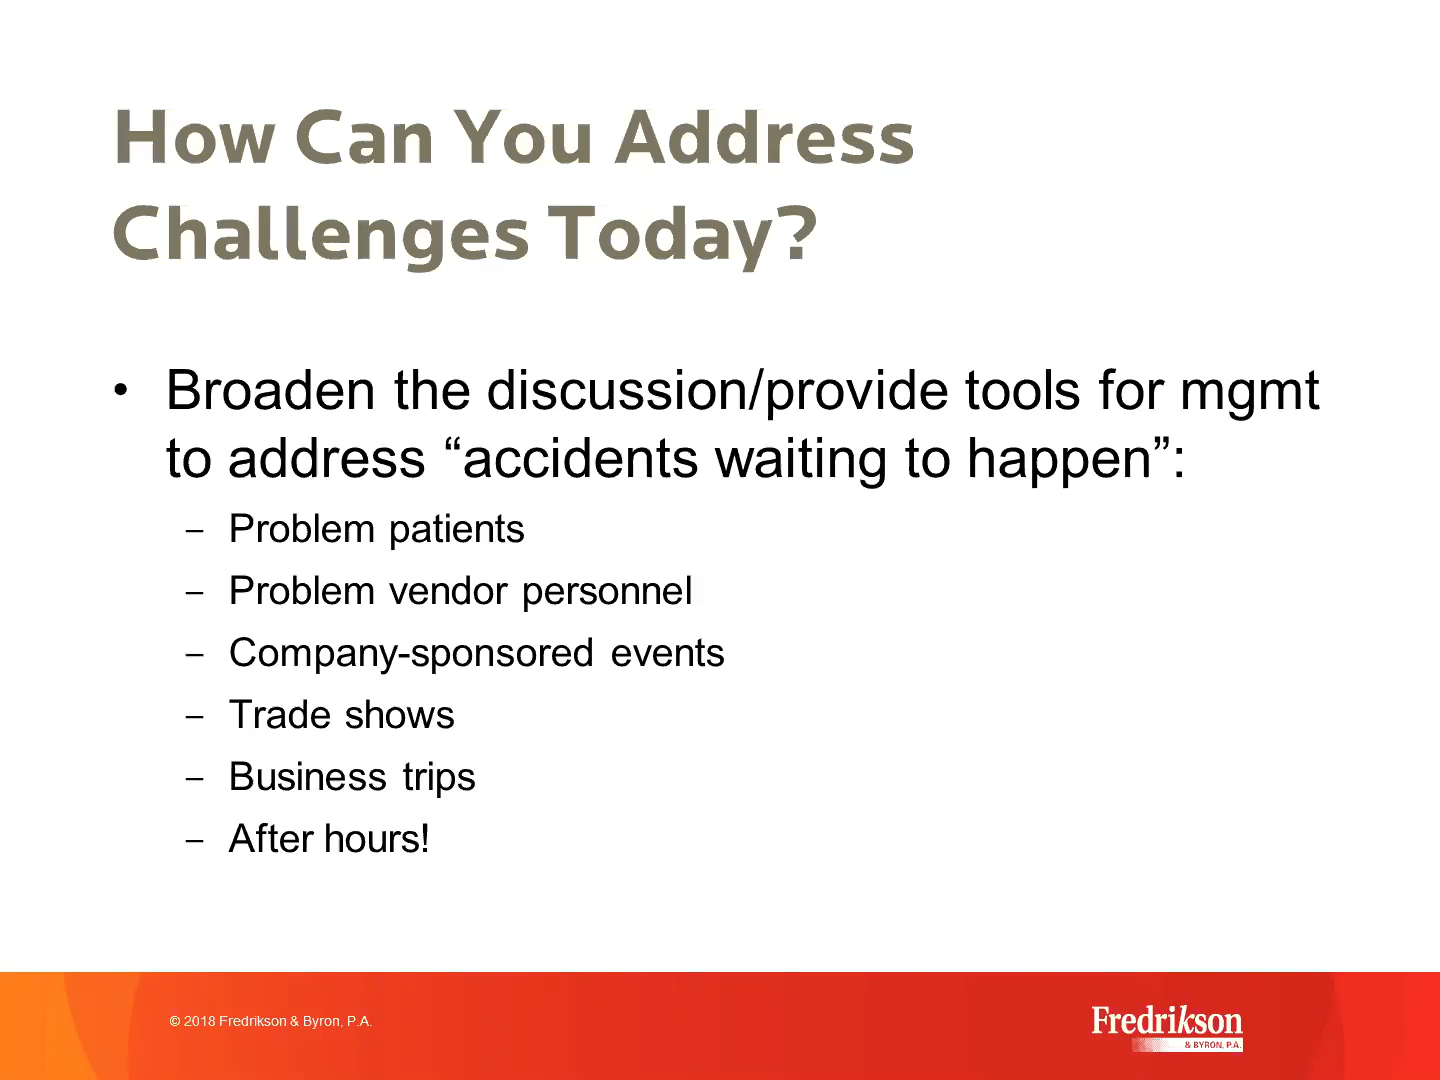 How Can You Address
Challenges Today?
• Broaden the discussion/provide tools for mgmt
to address “accidents waiting to happen”:
– Problem patients
– Problem vendor personnel
– Company-sponsored events
– Trade shows
– Business trips
– After hours!
© 2018 Fredrikson & Byron, P.A.
Fredrikson
& BYRON, P.A.